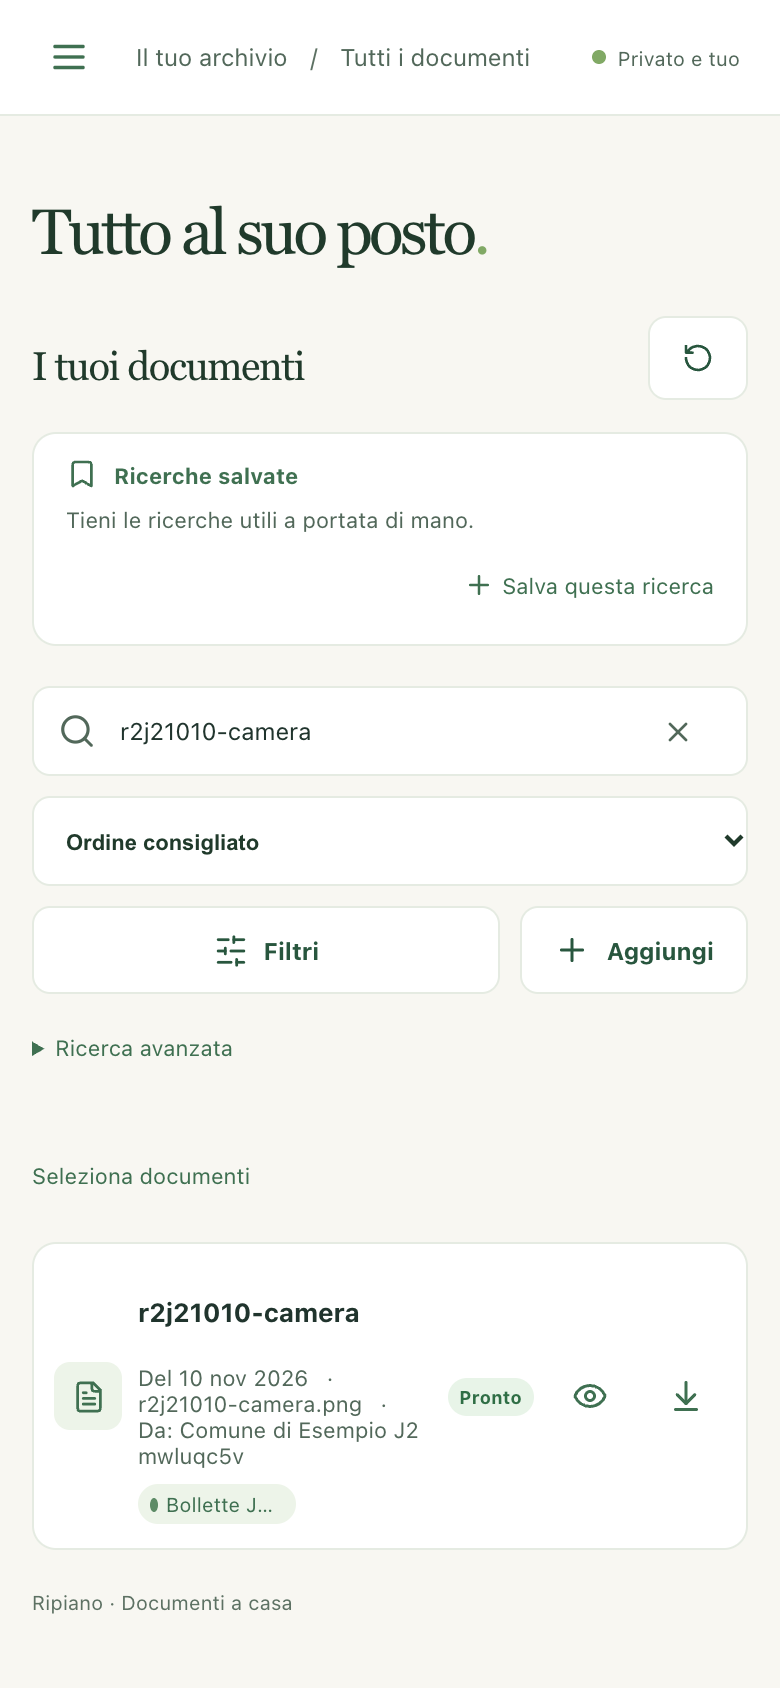 Il tuo archivio / Tutti i documenti
Privato e tuo
Tutto al suo posto.
I tuoi documenti
Ricerche salvate
Tieni le ricerche utili a portata di mano.
+ Salva questa ricerca
r2j21010-camera
Ordine consigliato
Filtri
+ Aggiungi
Ricerca avanzata
Seleziona documenti
r2j21010-camera
Del 10 nov 2026 ·
r2j21010-camera.png ·
Da: Comune di Esempio J2
mwluqc5v
Pronto
Bollette J…
Ripiano · Documenti a casa